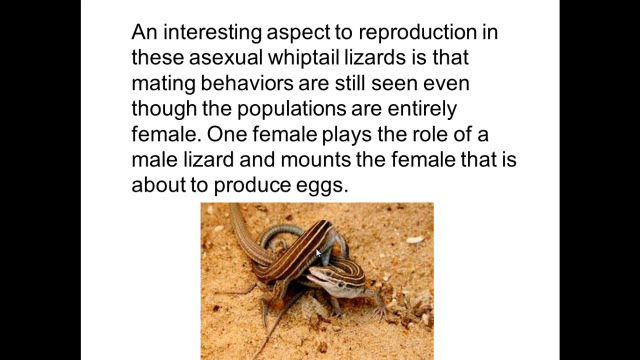 An interesting aspect to reproduction in
these asexual whiptail lizards is that
mating behaviors are still seen even
though the populations are entirely
female. One female plays the role of a
male lizard and mounts the female that is
about to produce eggs.